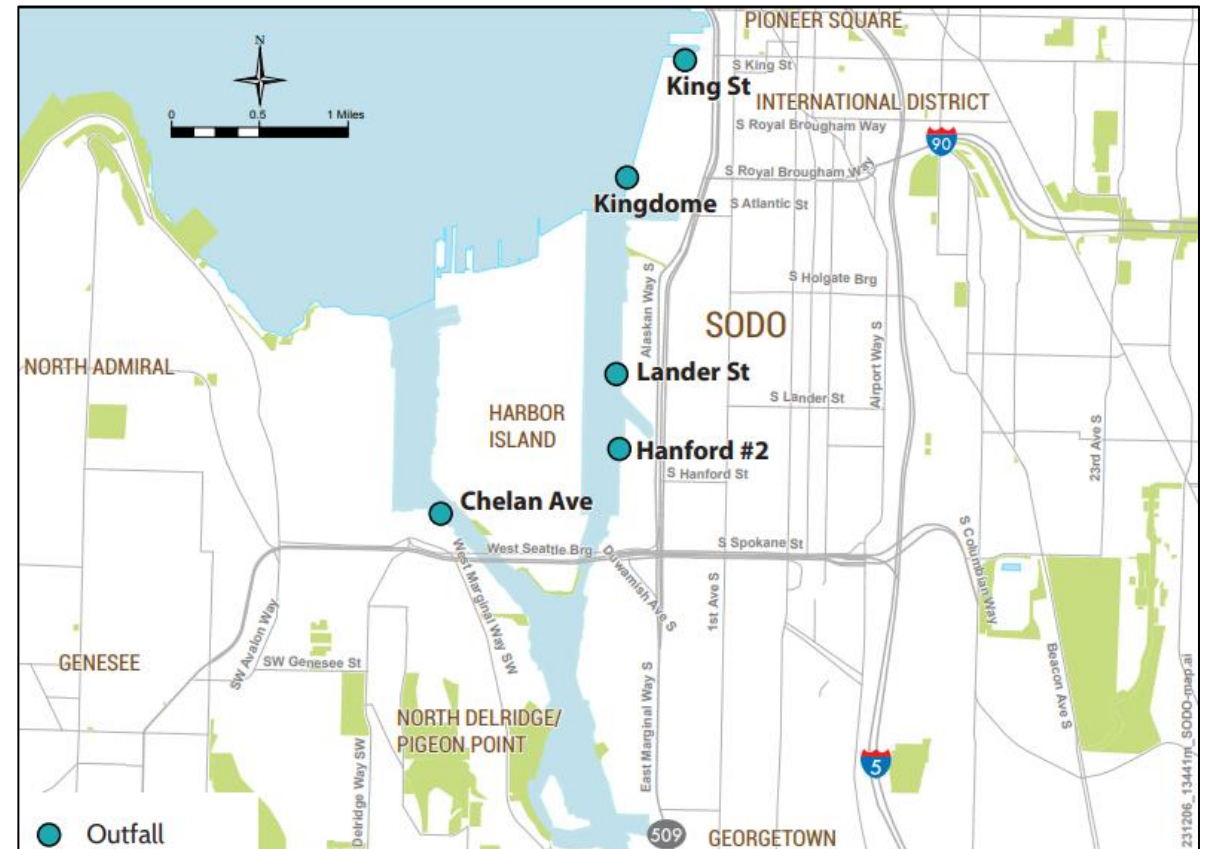 PIONEER SQUARE
N
S King St
King St
0 0.5 1 Miles
INTERNATIONAL DISTRICT
S Royal Brougham Way
90
S Royal Brougham Way
Kingdome
S Atlantic St
Alaskan Way S
S Holgate Brg
SODO
Airport Way S
NORTH ADMIRAL
Lander St
S Lander St
HARBOR
ISLAND
23rd Ave S
Hanford #2
S Hanford St
Chelan Ave
West Seattle Brg
S Spokane St
S Columbian Way
West Marginal Way SW
Duwamish Ave S
1st Ave S
SW Avalon Way
GENESEE
SW Genesee St
Beacon Ave S
East Marginal Way S
NORTH DELRIDGE/
PIGEON POINT
Delridge Way SW
5
231206_13441m_SODO-map.ai
Outfall
509
GEORGETOWN